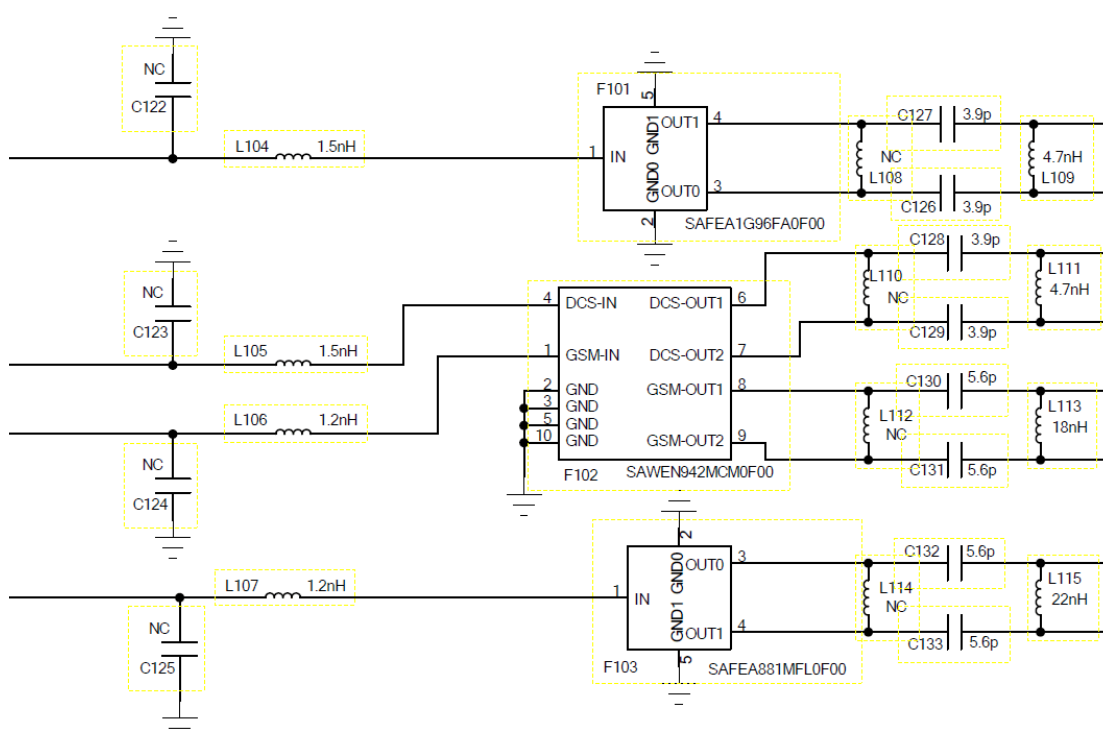 NC
C122
L104 1.5nH
F101
5
GND1
OUT1
4
1
IN
GND0
OUT0
3
2
SAFEA1G96FA0F00
C127 3.9p
NC
L108
4.7nH
L109
C126 3.9p
NC
C123
L105 1.5nH
4 DCS-IN DCS-OUT1 6
1 GSM-IN DCS-OUT2 7
2 GND GSM-OUT1 8
3 GND
5 GND
10 GND GSM-OUT2 9
F102 SAWEN942MCM0F00
L106 1.2nH
NC
C124
C128 3.9p
L110
NC
L111
4.7nH
C129 3.9p
C130 5.6p
L112
NC
L113
18nH
C131 5.6p
L107 1.2nH
NC
C125
2
GND0
OUT0
3
1
IN
GND1
OUT1
4
5
F103 SAFEA881MFL0F00
C132 5.6p
L114
NC
L115
22nH
C133 5.6p